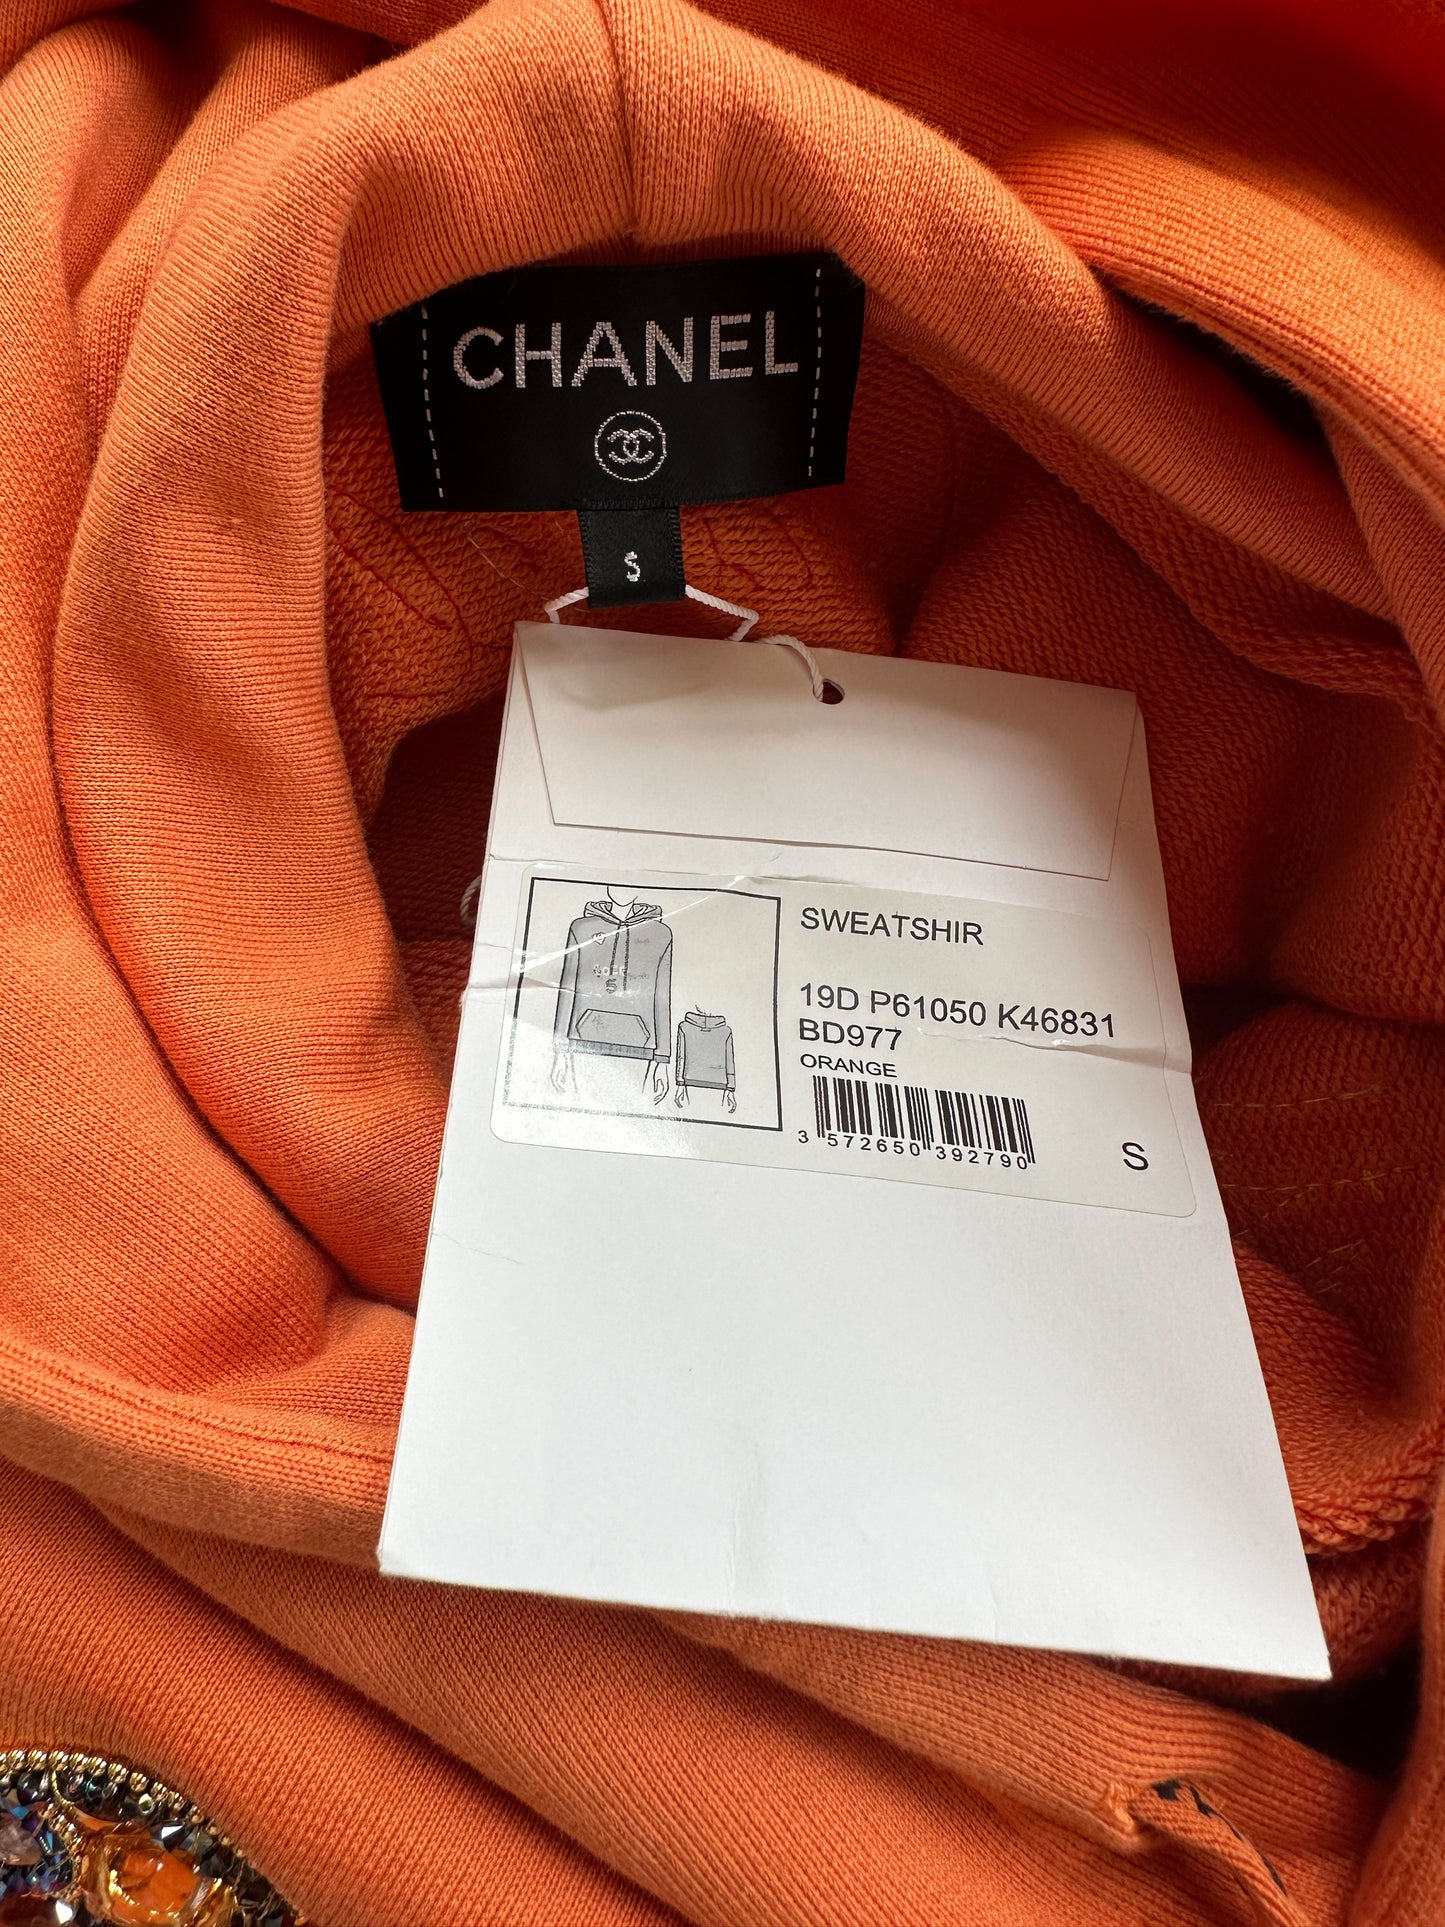 CHANEL
S
SWEATSHIR
19D P61050 K46831
BD977
ORANGE
3 572650 392790
S